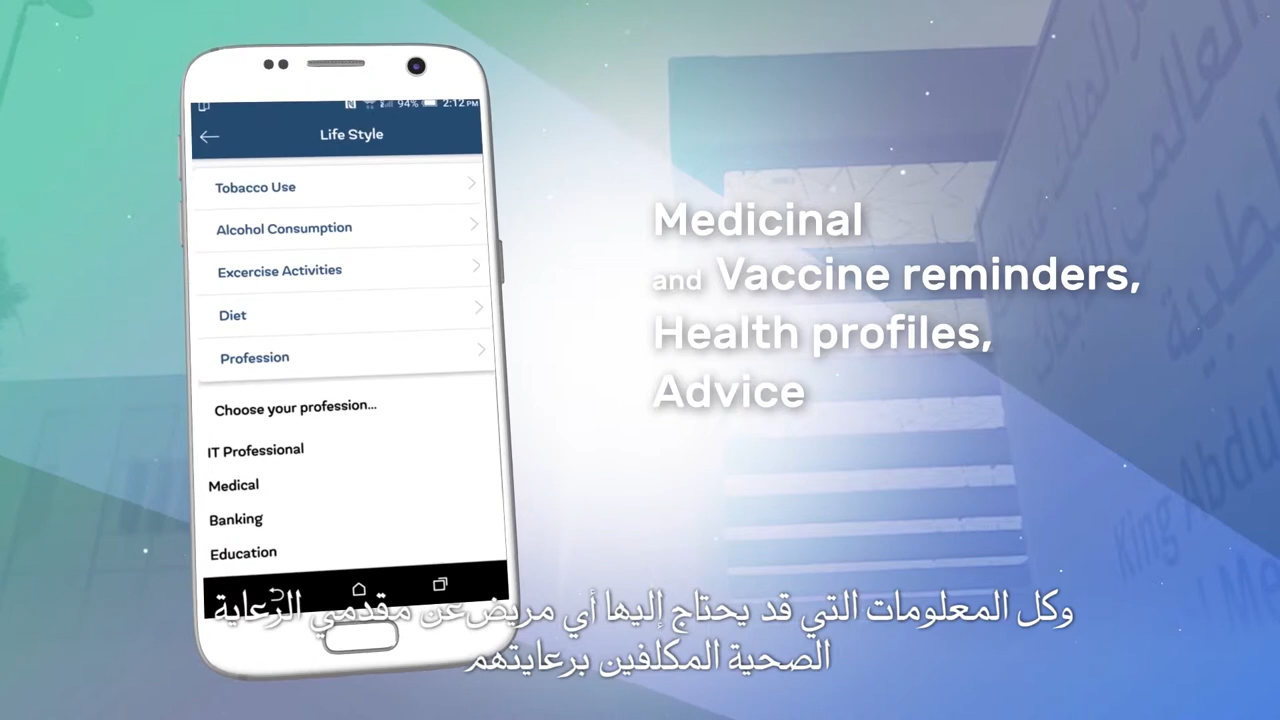 94% 2:12 PM
Life Style
Tobacco Use
Alcohol Consumption
Excercise Activities
Diet
Profession
Choose your profession...
IT Professional
Medical
Banking
Education
Medicinal
and Vaccine reminders,
Health profiles,
Advice
King Abdul
وكل المعلومات التي قد يحتاج إليها أي مريض عن مقدمي الرعاية
الصحية المكلفين برعايتهم